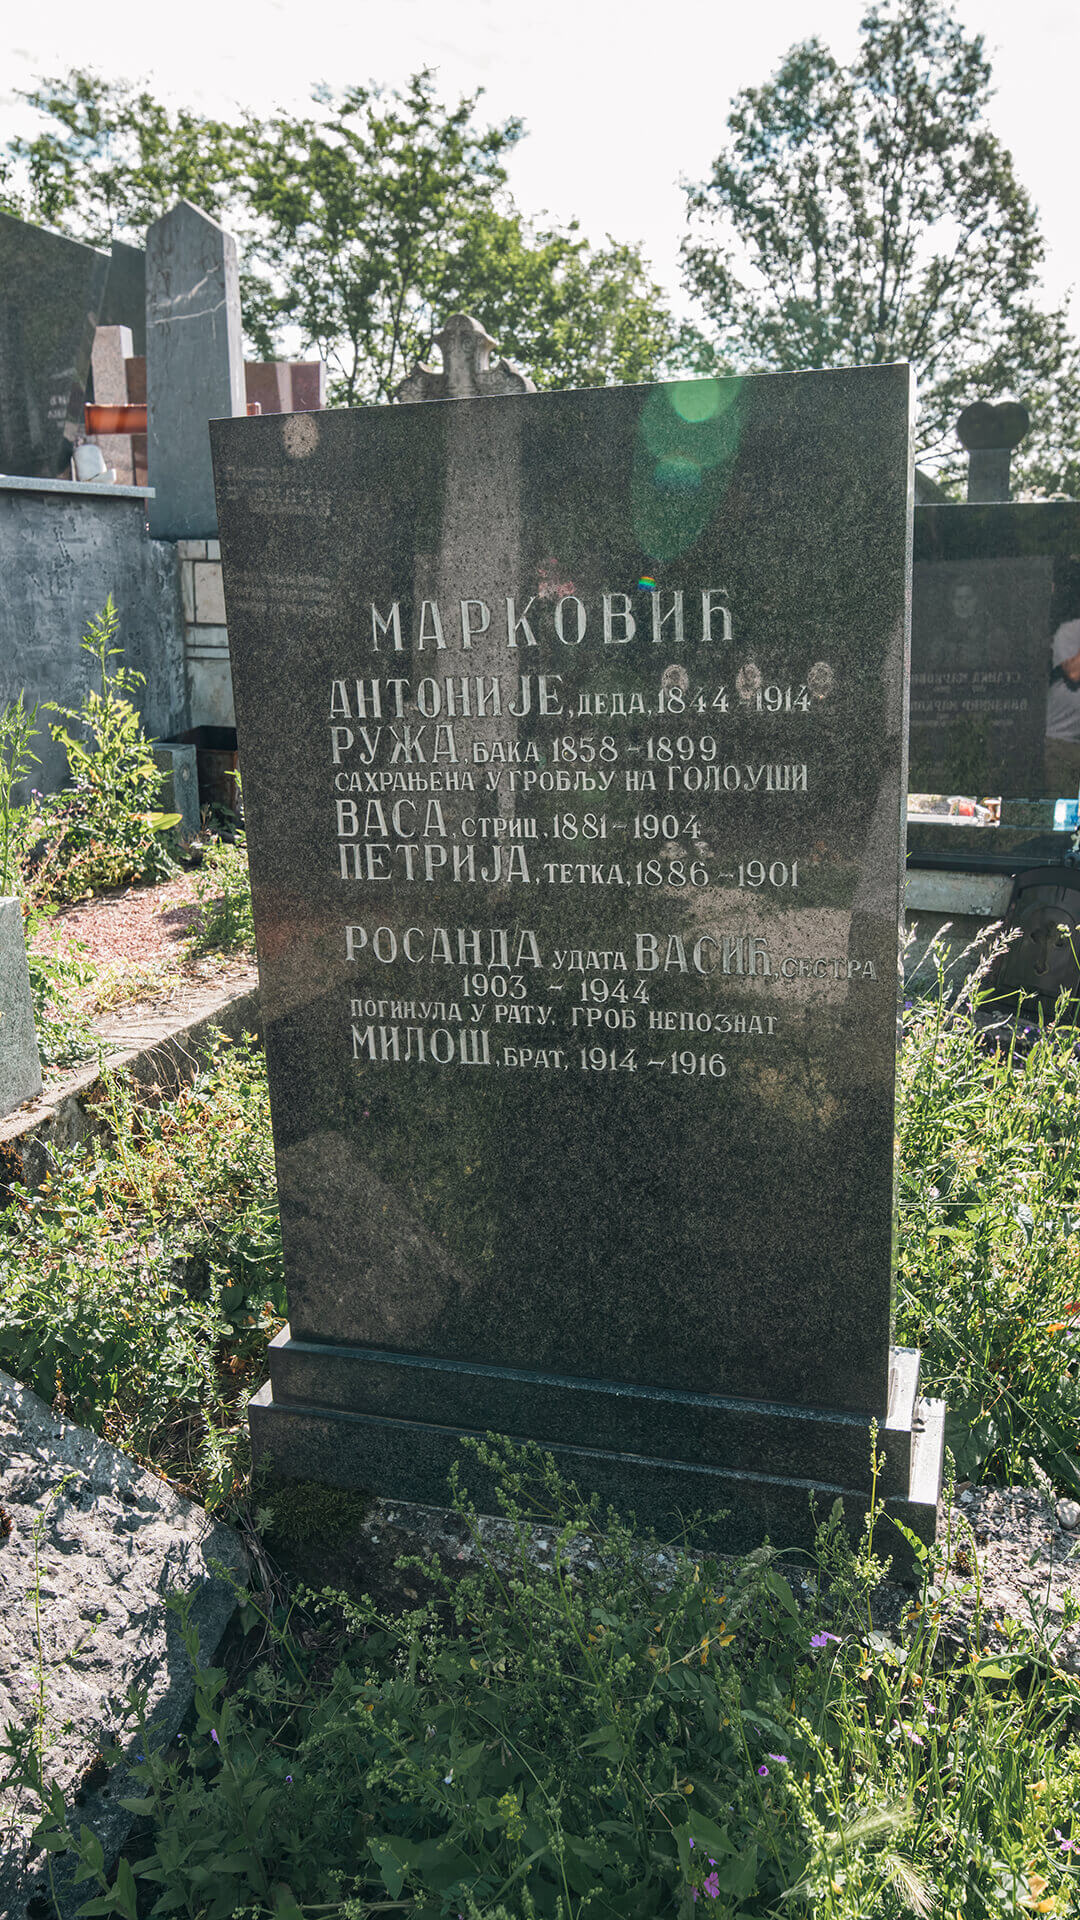 МАРКОВИЋ
АНТОНИЈЕ, ДЕДА, 1844 - 1914
РУЖА, БАКА 1858 - 1899
САХРАЊЕНА У ГРОБЉУ НА ГОЛОУШИ
ВАСА, СТРИЦ, 1881 - 1904
ПЕТРИЈА, ТЕТКА, 1886 - 1901
РОСАНДА УДАТА ВАСИЋ, СЕСТРА
1903 - 1944
ПОГИНУЛА У РАТУ, ГРОБ НЕПОЗНАТ
МИЛОШ, БРАТ, 1914 - 1916